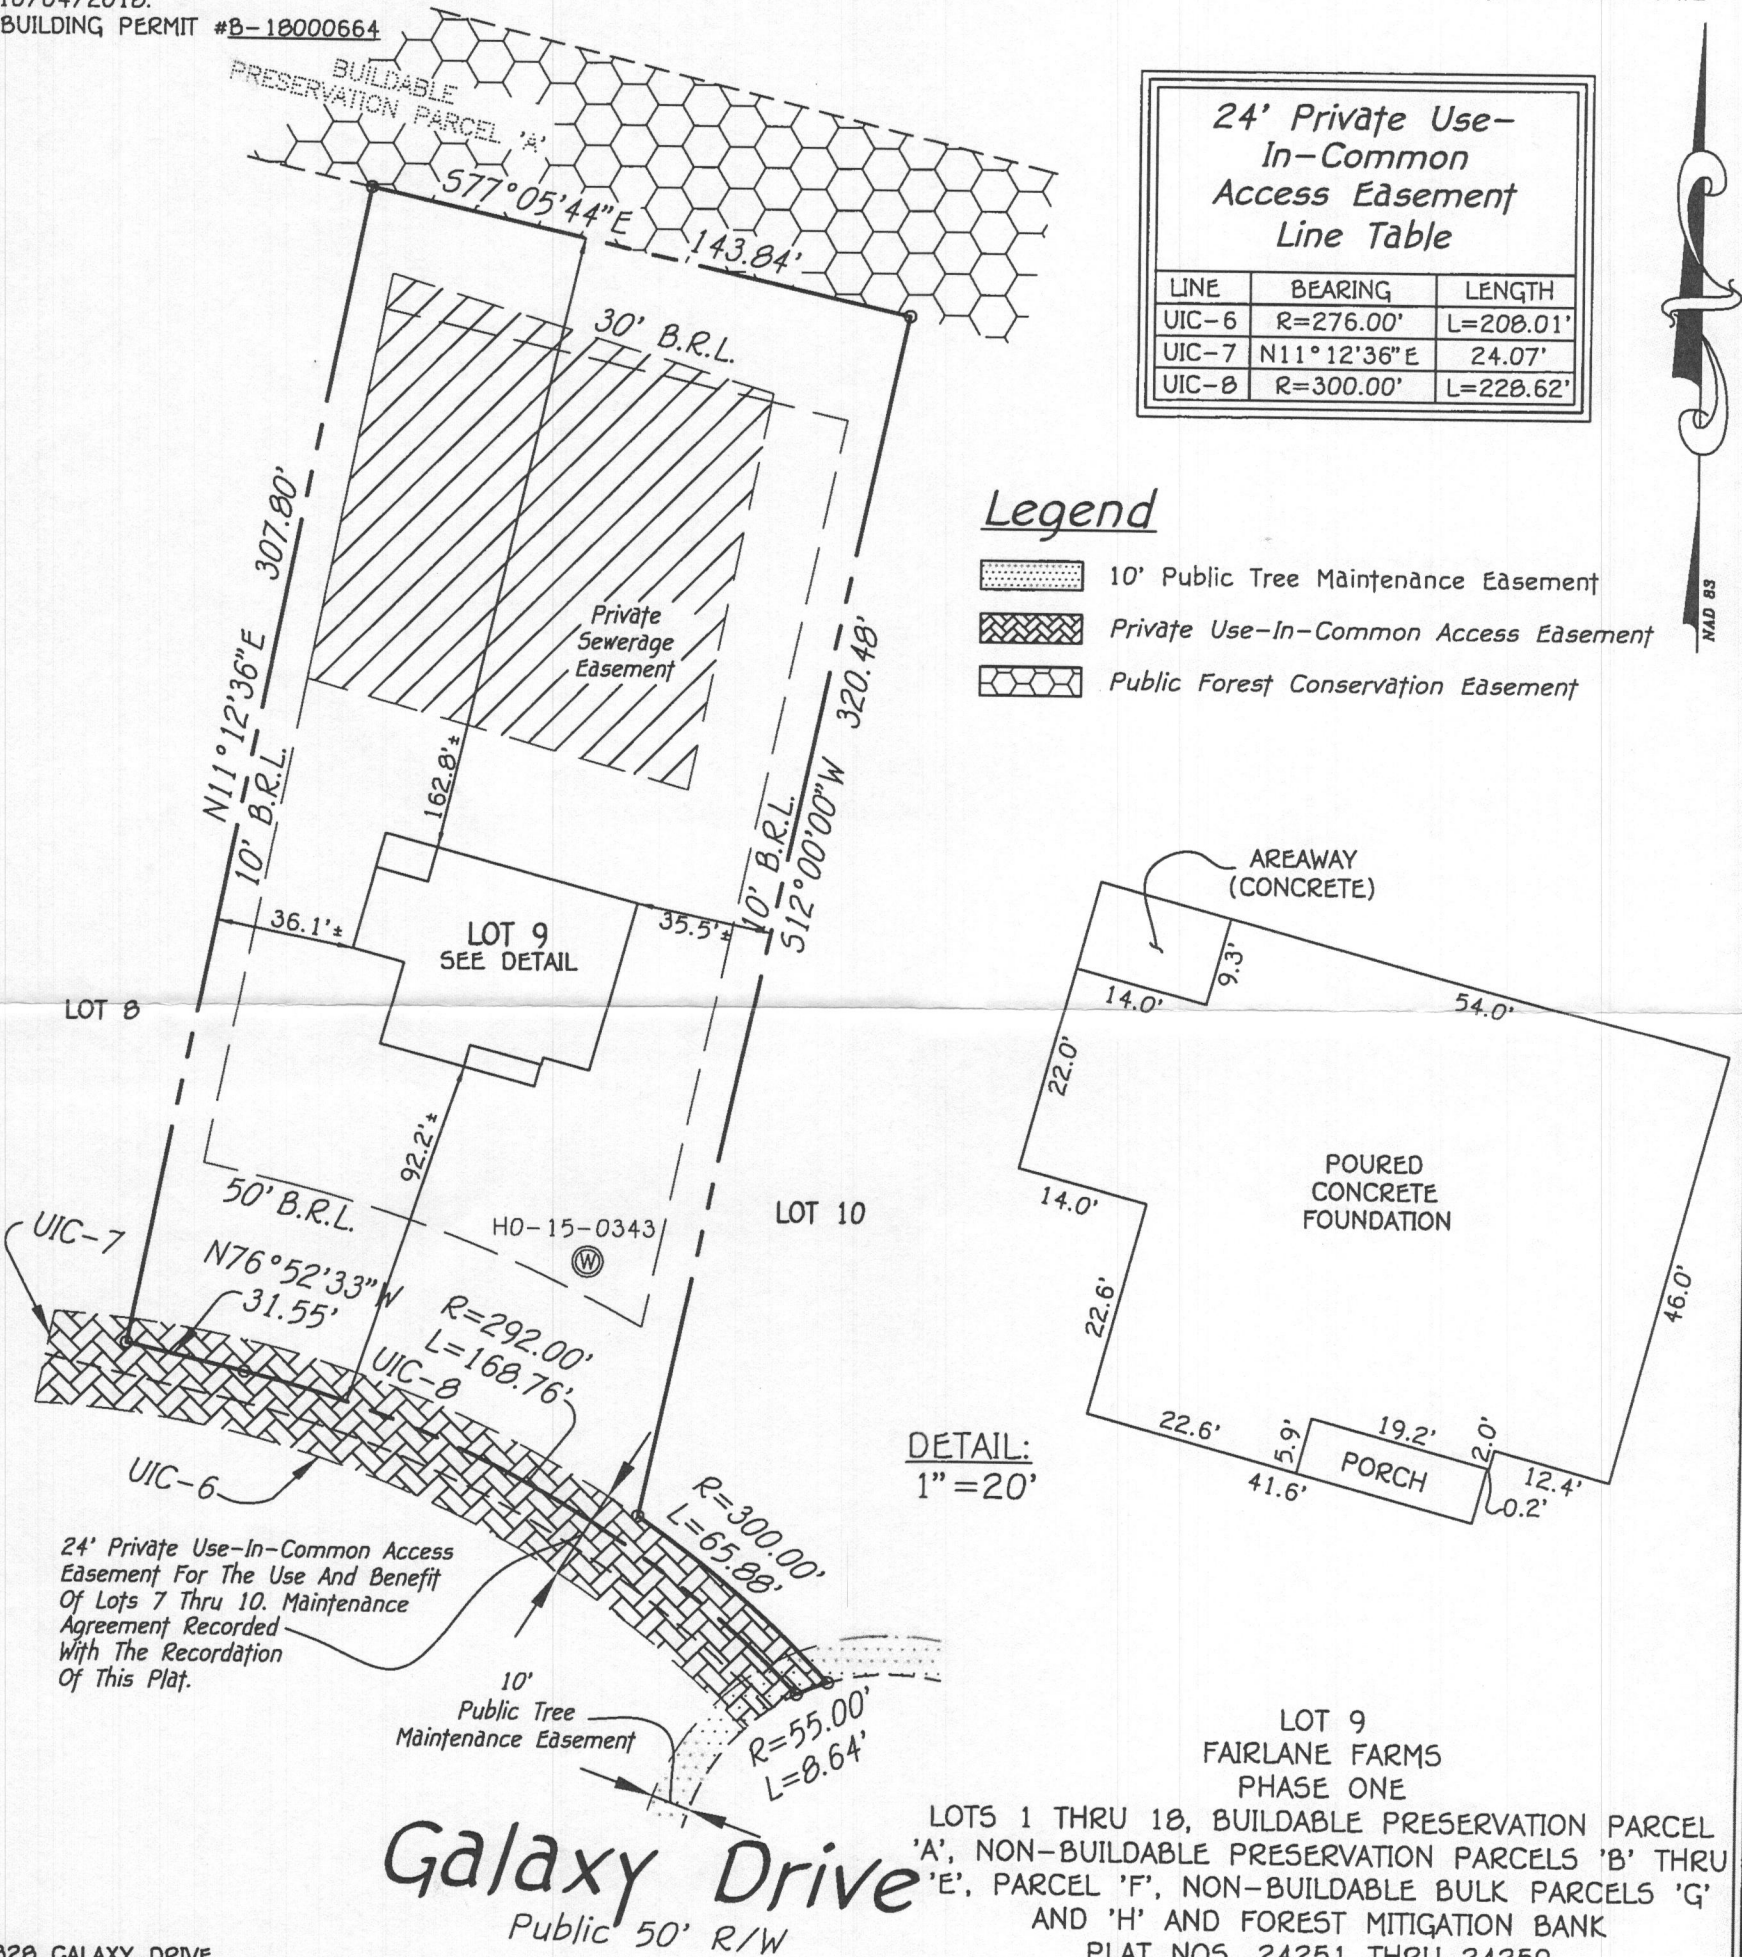 BUILDING PERMIT #B-18000664
BUILDABLE
PRESERVATION PARCEL 'A'
S77°05'44"E
143.84'
30' B.R.L.
24' Private Use-
In-Common
Access Easement
Line Table
LINE BEARING LENGTH
UIC-6 R=276.00' L=208.01'
UIC-7 N11°12'36"E 24.07'
UIC-8 R=300.00' L=228.62'
NAD 83
Legend
10' Public Tree Maintenance Easement
Private Use-In-Common Access Easement
Public Forest Conservation Easement
N11°12'36"E 307.80'
10' B.R.L.
Private
Sewerage
Easement
S12°00'00"W 320.48'
10' B.R.L.
162.8'±
36.1'±
LOT 9
SEE DETAIL
35.5'±
LOT 8
LOT 10
92.2'±
50' B.R.L.
HO-15-0343
W
UIC-7
N76°52'33"W
31.55'
R=292.00'
L=168.76'
UIC-8
UIC-6
R=300.00'
L=65.88'
24' Private Use-In-Common Access
Easement For The Use And Benefit
Of Lots 7 Thru 10. Maintenance
Agreement Recorded
With The Recordation
Of This Plat.
10'
Public Tree
Maintenance Easement
R=55.00'
L=8.64'
Galaxy Drive
Public 50' R/W
AREAWAY
(CONCRETE)
9.3'
14.0'
54.0'
22.0'
14.0'
POURED
CONCRETE
FOUNDATION
22.6'
46.0'
22.6'
5.9'
19.2'
2.0'
PORCH
12.4'
41.6'
0.2'
DETAIL:
1"=20'
LOT 9
FAIRLANE FARMS
PHASE ONE
LOTS 1 THRU 18, BUILDABLE PRESERVATION PARCEL
'A', NON-BUILDABLE PRESERVATION PARCELS 'B' THRU
'E', PARCEL 'F', NON-BUILDABLE BULK PARCELS 'G'
AND 'H' AND FOREST MITIGATION BANK
PLAT NOS. 24251 THRU
GALAXY DRIVE